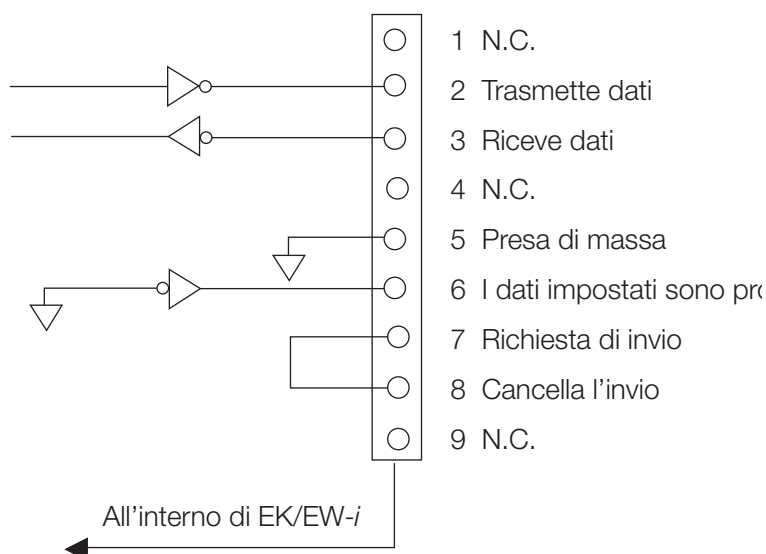 1 N.C.
2 Trasmette dati
3 Riceve dati
4 N.C.
5 Presa di massa
6 I dati impostati sono
7 Richiesta di invio
8 Cancella l'invio
9 N.C.
All'interno di EK/EW-i